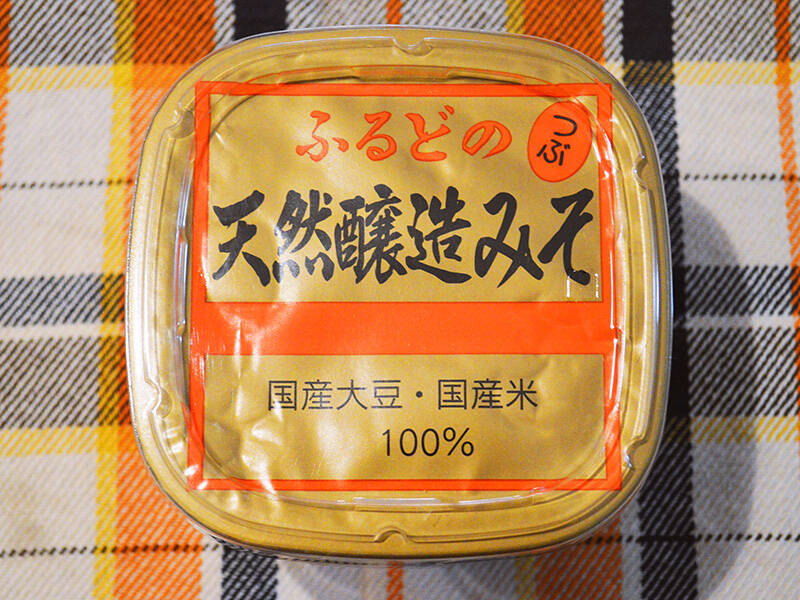 ふるどの
つぶ
天然醸造みそ
国産大豆・国産米
100%